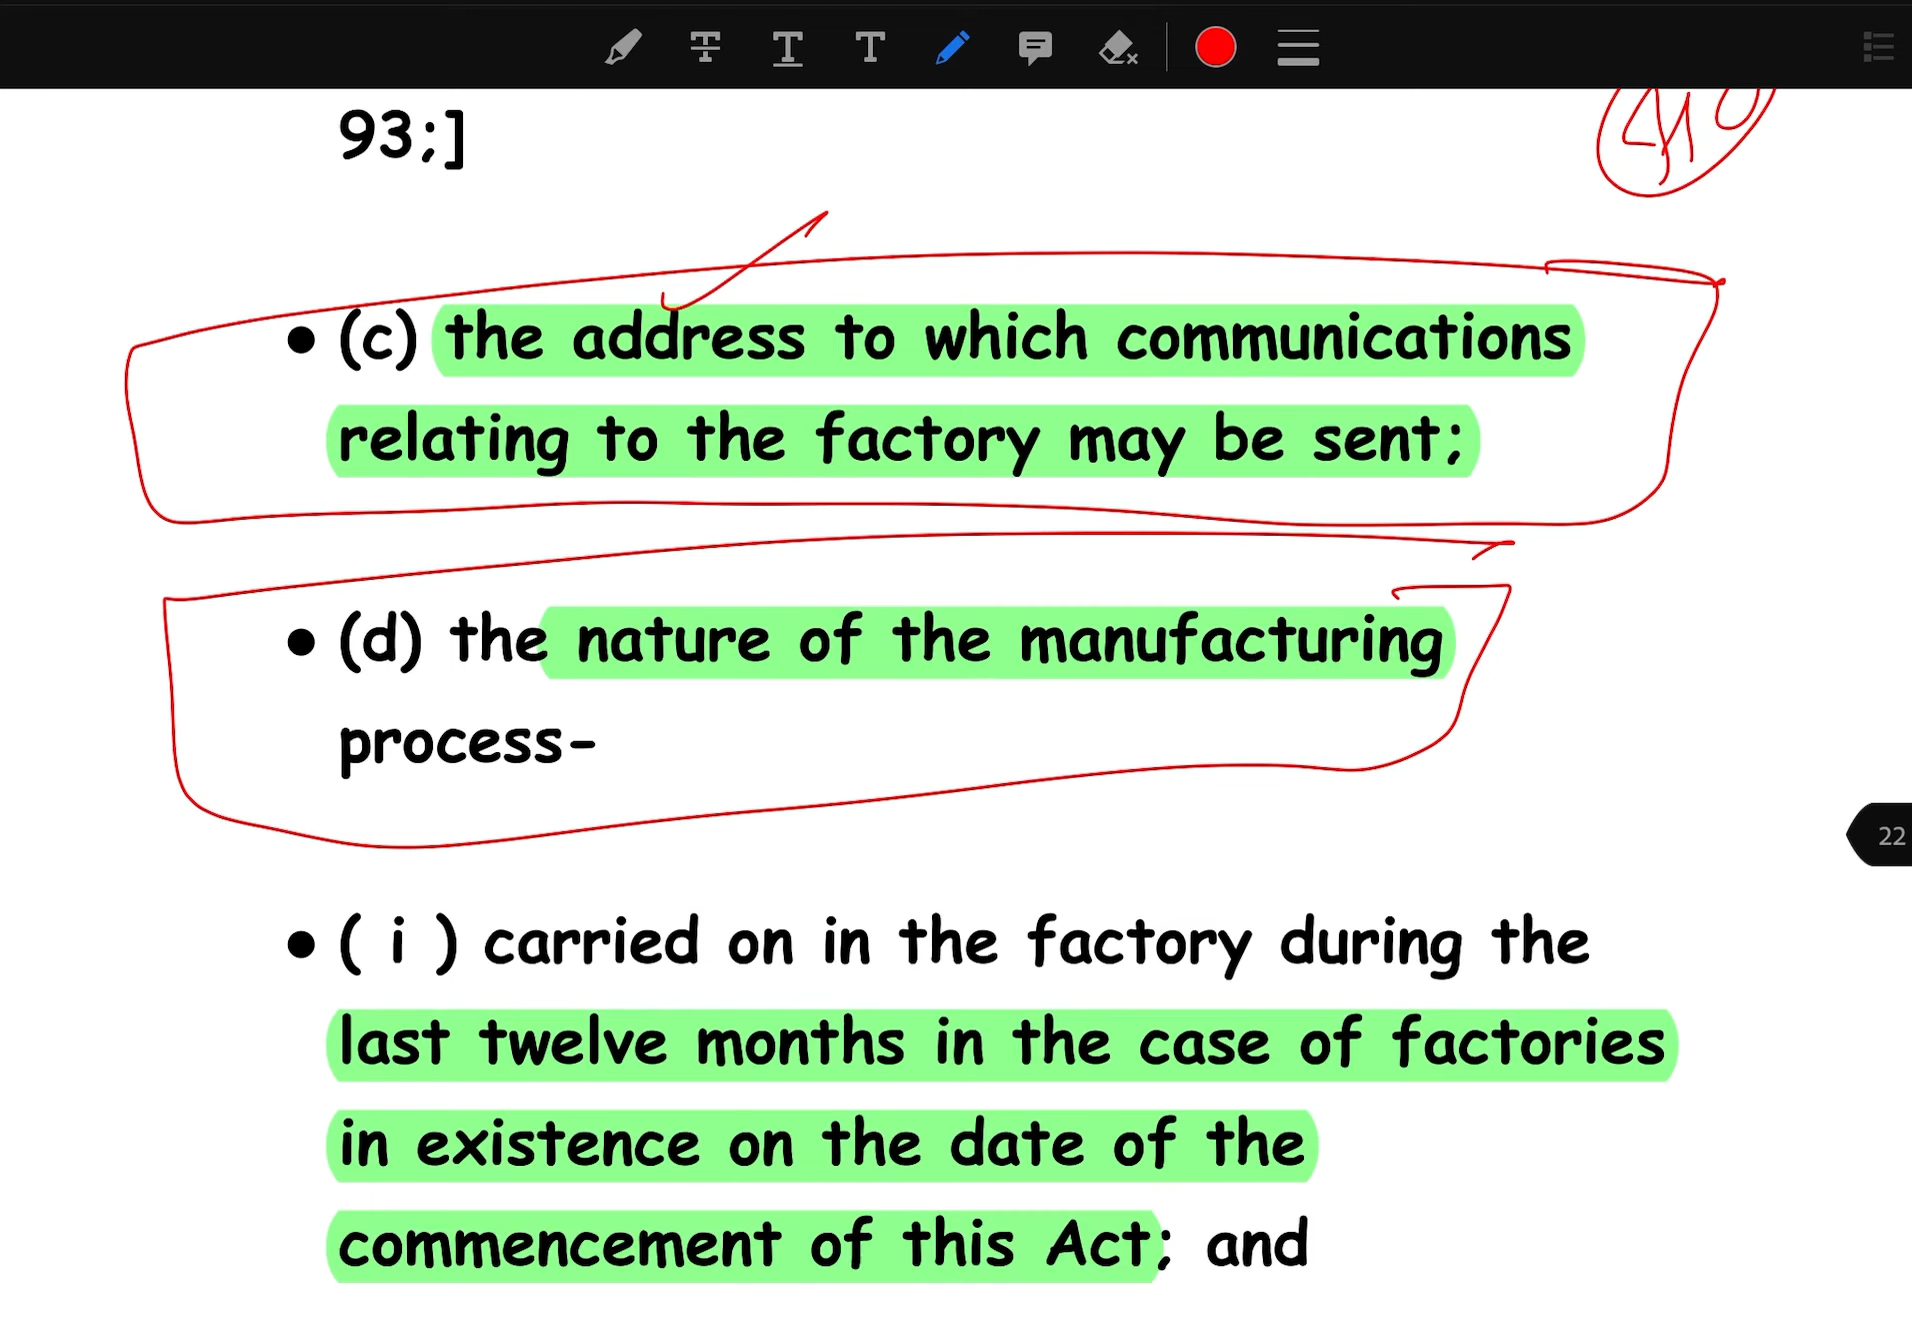 93;]
• (c) the address to which communications
relating to the factory may be sent;
• (d) the nature of the manufacturing
process-
• ( i ) carried on in the factory during the
last twelve months in the case of factories
in existence on the date of the
commencement of this Act; and
22